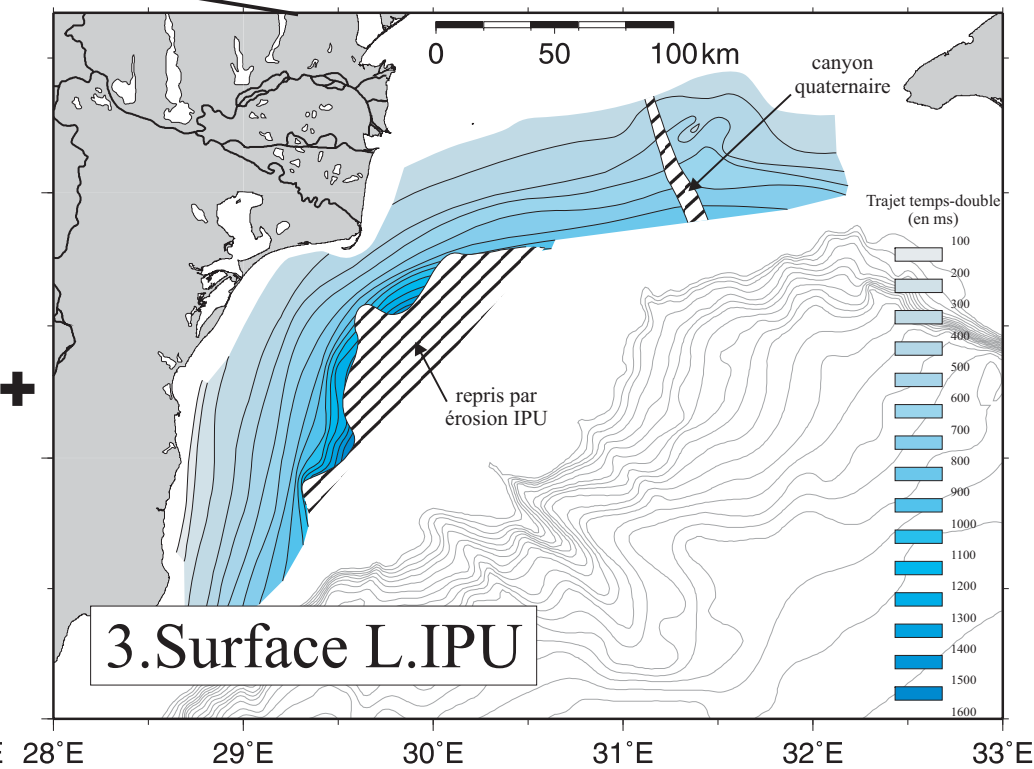 0 50 100 km
canyon
quaternaire
Trajet temps-double
(en ms)
100
200
300
400
500
600
700
800
900
1000
1100
1200
1300
1400
1500
1600
repris par
érosion IPU
3.Surface L.IPU
E 28°E 29°E 30°E 31°E 32°E 33°E